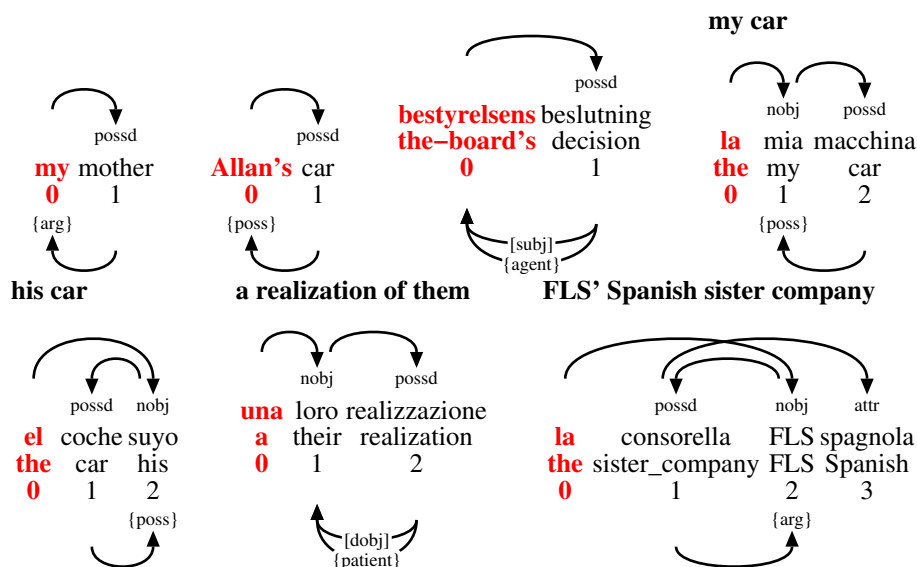 my car
possd
my mother
0 1
{arg}
possd
Allan's car
0 1
{poss}
possd
bestyrelsens beslutning
the−board's decision
0 1
[subj]
{agent}
nobj possd
la mia macchina
the my car
0 1 2
{poss}
his car
a realization of them
FLS' Spanish sister company
possd nobj
el coche suyo
the car his
0 1 2
{poss}
nobj possd
una loro realizzazione
a their realization
0 1 2
[dobj]
{patient}
possd nobj attr
la consorella FLS spagnola
the sister_company FLS Spanish
0 1 2 3
{arg}